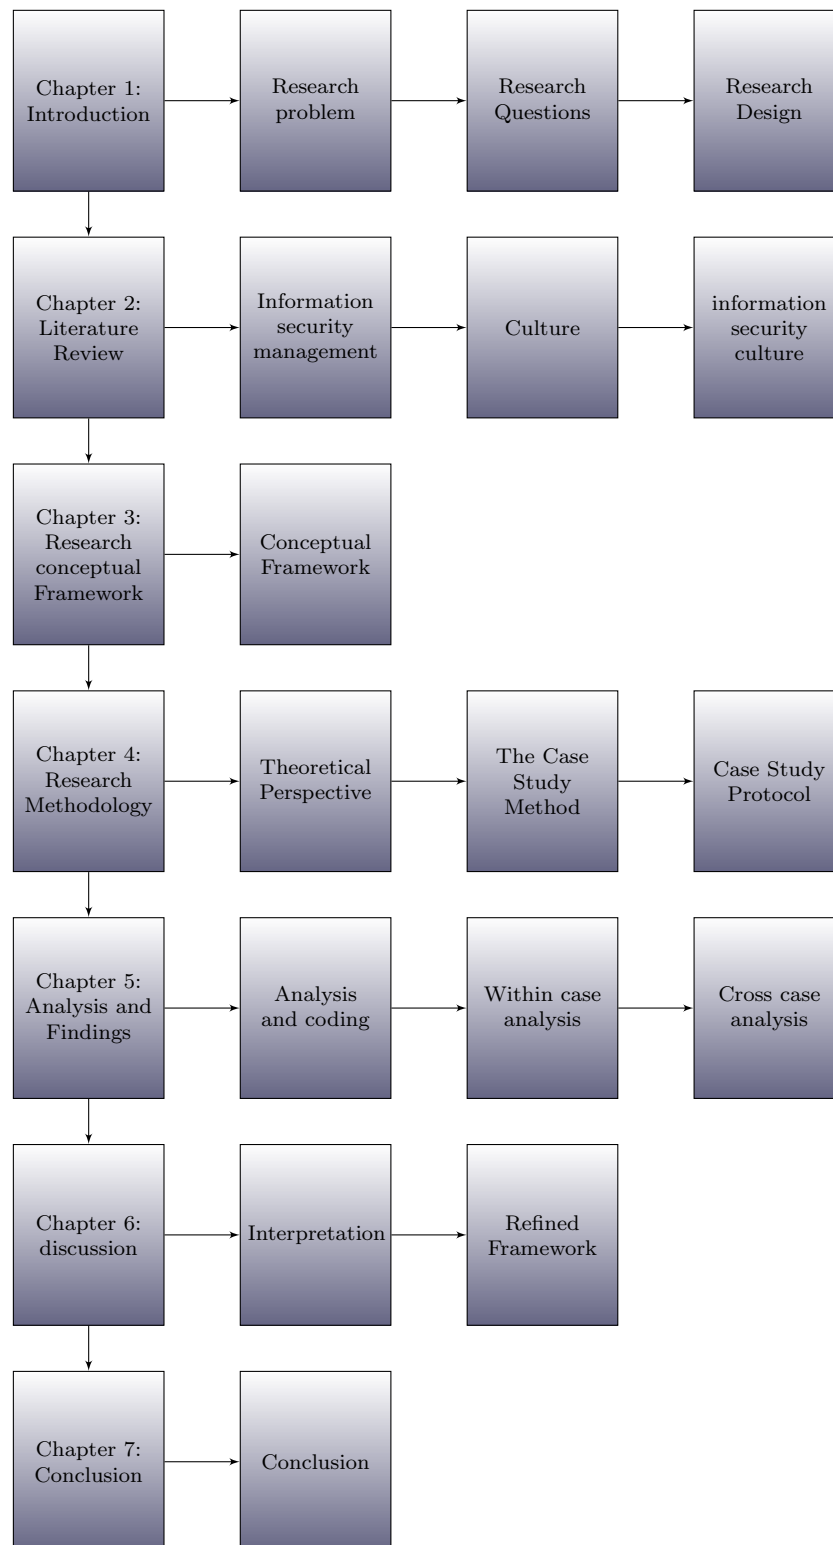 Chapter 1:
Introduction
Research
problem
Research
Questions
Research
Design
Chapter 2:
Literature
Review
Information
security
management
Culture
information
security
culture
Chapter 3:
Research
conceptual
Framework
Conceptual
Framework
Chapter 4:
Research
Methodology
Theoretical
Perspective
The Case
Study
Method
Case Study
Protocol
Chapter 5:
Analysis and
Findings
Analysis
and coding
Within case
analysis
Cross case
analysis
Chapter 6:
discussion
Interpretation
Refined
Framework
Chapter 7:
Conclusion
Conclusion